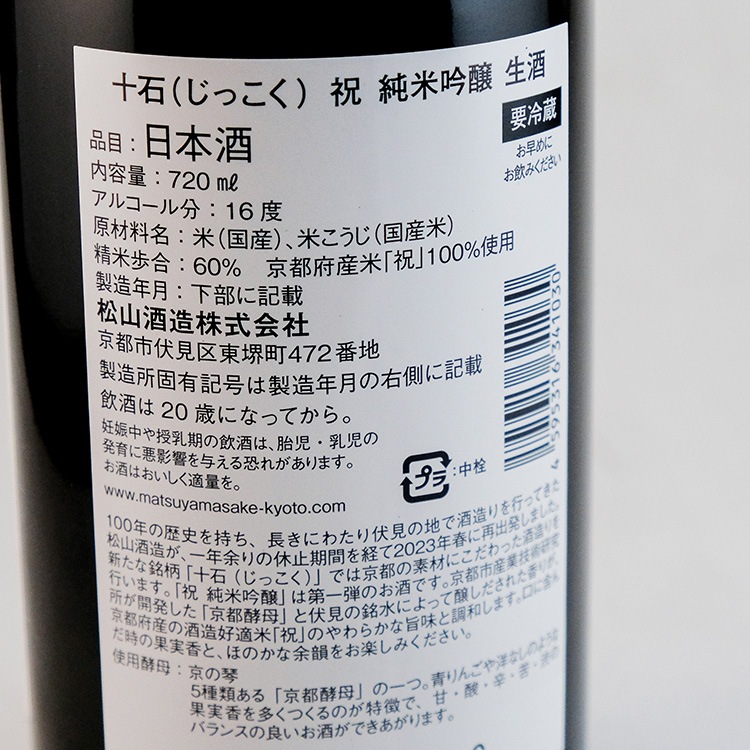 十石（じっこく） 祝 純米吟醸 生酒
要冷蔵
お早めに
お飲みください
品目：日本酒
内容量：720㎖
アルコール分：16度
原材料名：米（国産）、米こうじ（国産米）
精米歩合：60% 京都府産米「祝」100%使用
製造年月：下部に記載
松山酒造株式会社
京都市伏見区東堺町472番地
製造所固有記号は製造年月の右側に記載
飲酒は20歳になってから。
妊娠中や授乳期の飲酒は、胎児・乳児の
発育に悪影響を与える恐れがあります。
お酒はおいしく適量を。
プラ：中栓
4 595316 341030
www.matsuyamasake-kyoto.com
100年の歴史を持ち、長きにわたり伏見の地で酒造りを行ってきた
松山酒造が、一年余りの休止期間を経て2023年春に再出発しました。
新たな銘柄「十石（じっこく）」では京都の素材にこだわった酒造りを
行います。「祝 純米吟醸」は第一弾のお酒です。京都市産業技術研究
所が開発した「京都酵母」と伏見の銘水によって醸しだされた香りが、
京都府産の酒造好適米「祝」のやわらかな旨味と調和します。口に含ん
だ時の果実香と、ほのかな余韻をお楽しみください。
使用酵母：京の琴
5種類ある「京都酵母」の一つ。青りんごや洋なしのような
果実香を多くつくるのが特徴で、甘・酸・辛・苦・渋の
バランスの良いお酒ができあがります。